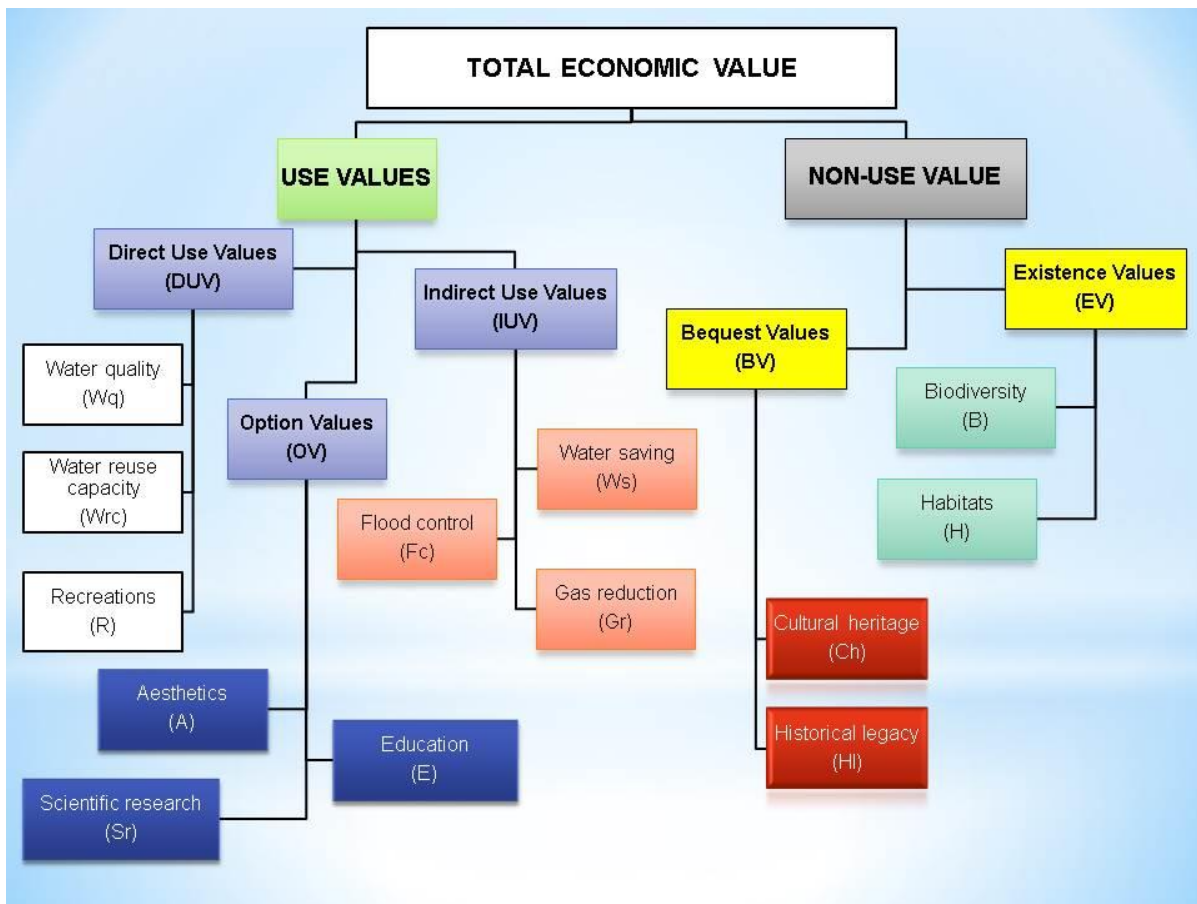 TOTAL ECONOMIC VALUE
USE VALUES
NON-USE VALUE
Direct Use Values
(DUV)
Indirect Use Values
(IUV)
Existence Values
(EV)
Bequest Values
(BV)
Water quality
(Wq)
Biodiversity
(B)
Option Values
(OV)
Water saving
(Ws)
Water reuse
capacity
(Wrc)
Flood control
(Fc)
Habitats
(H)
Recreations
(R)
Gas reduction
(Gr)
Cultural heritage
(Ch)
Aesthetics
(A)
Education
(E)
Historical legacy
(Hl)
Scientific research
(Sr)